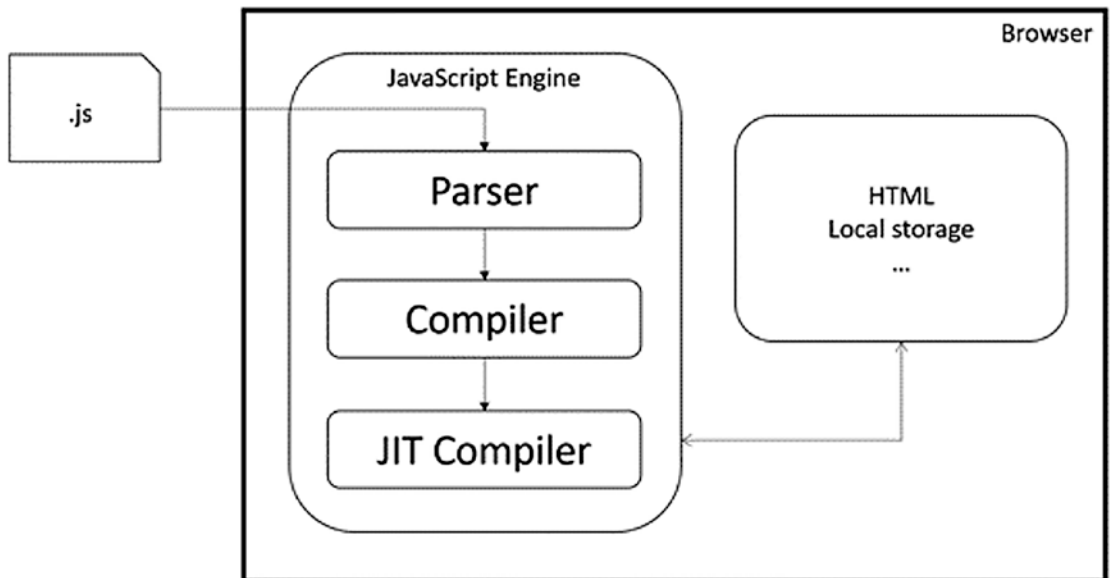 Browser
.js
JavaScript Engine
Parser
Compiler
JIT Compiler
HTML
Local storage
...